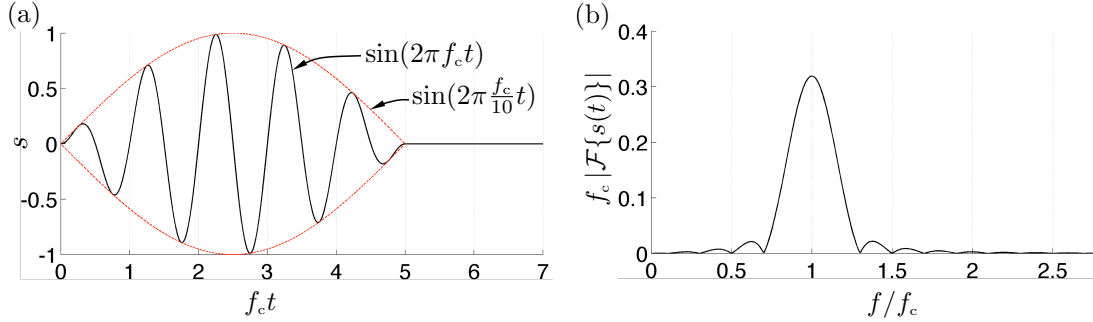 (a)
1
0.5
0
-0.5
-1
s
sin(2πf_c t)
sin(2π f_c/10 t)
0 1 2 3 4 5 6 7
f_c t
(b)
0.4
0.3
0.2
0.1
0
f_c |ℱ{s(t)}|
0 0.5 1 1.5 2 2.5
f/f_c